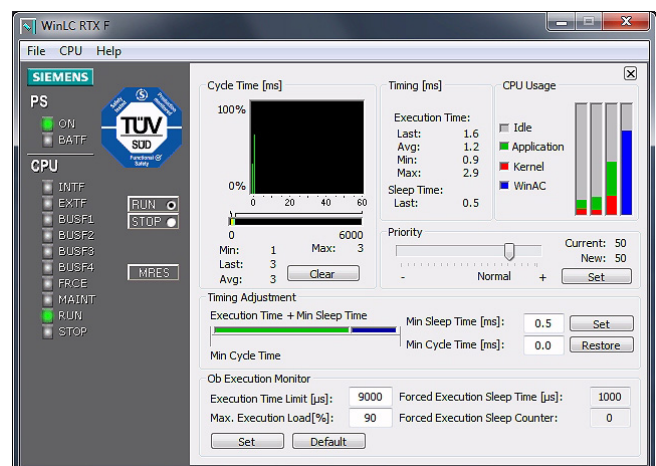 WinLC RTX F
File CPU Help
SIEMENS
PS
ON
BATF
TÜV
SÜD
Functional
Safety
CPU
INTF
EXTF
BUSF1
BUSF2
BUSF3
BUSF4
FRCE
MAINT
RUN
STOP
RUN
STOP
MRES
Cycle Time [ms]
100%
0%
0 20 40 60
0 6000
Min: 1 Max: 3
Last: 3
Avg: 3
Clear
Timing [ms]
Execution Time:
Last: 1.6
Avg: 1.2
Min: 0.9
Max: 2.9
Sleep Time:
Last: 0.5
CPU Usage
Idle
Application
Kernel
WinAC
Priority
- Normal +
Current: 50
New: 50
Set
Timing Adjustment
Execution Time + Min Sleep Time
Min Cycle Time
Min Sleep Time [ms]: 0.5 Set
Min Cycle Time [ms]: 0.0 Restore
Ob Execution Monitor
Execution Time Limit [µs]: 9000 Forced Execution Sleep Time [µs]: 1000
Max. Execution Load[%]: 90 Forced Execution Sleep Counter: 0
Set Default